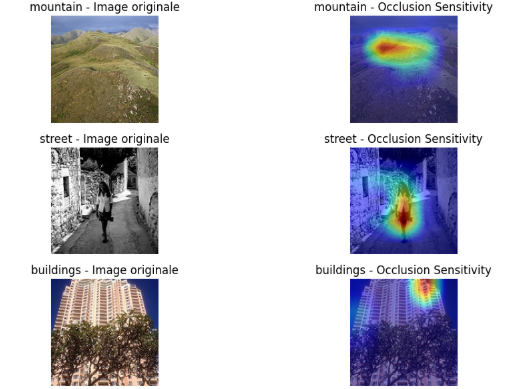 mountain - Image originale
mountain - Occlusion Sensitivity
street - Image originale
street - Occlusion Sensitivity
buildings - Image originale
buildings - Occlusion Sensitivity